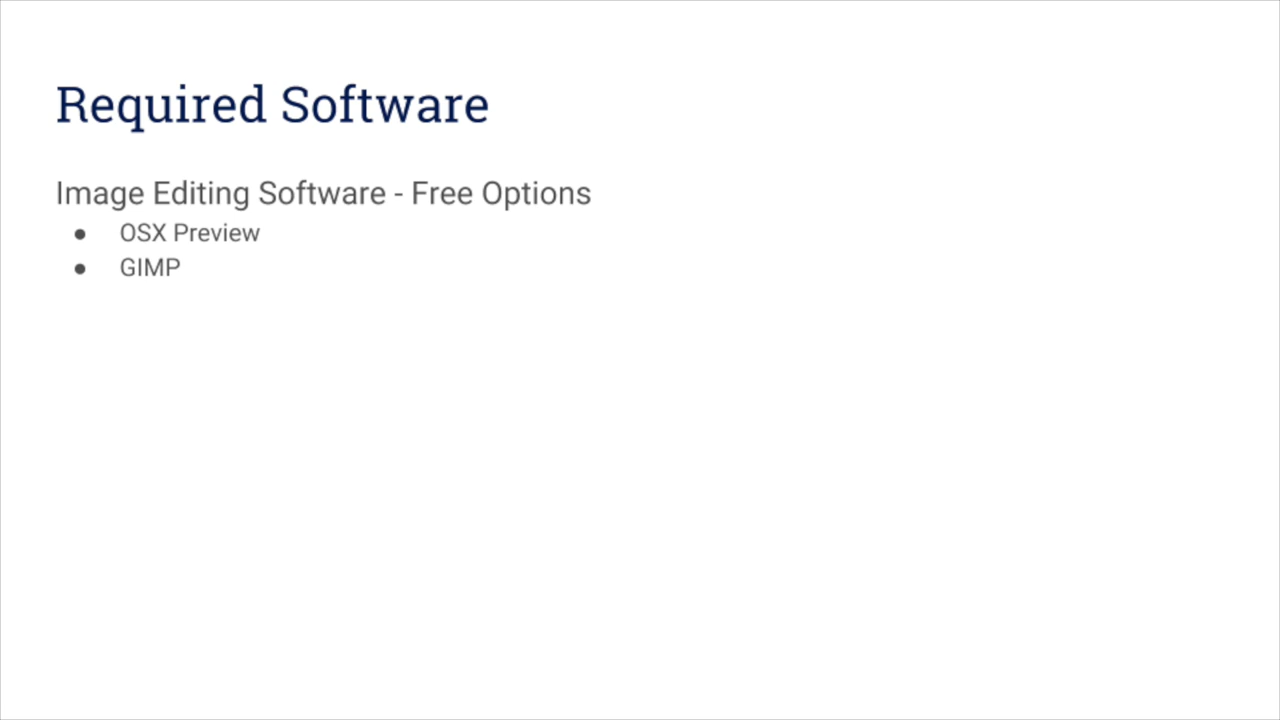 Required Software
Image Editing Software - Free Options
● OSX Preview
● GIMP